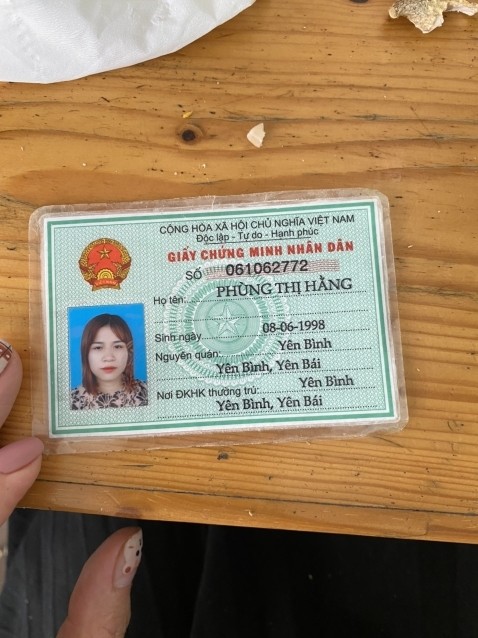 CỘNG HÒA XÃ HỘI CHỦ NGHĨA VIỆT NAM
Độc lập - Tự do - Hạnh phúc
GIẤY CHỨNG MINH NHÂN DÂN
SỐ 061062772
Họ tên: PHÙNG THỊ HẰNG
Sinh ngày 08-06-1998
Nguyên quán: Yên Bình
Yên Bình, Yên Bái
Nơi ĐKHK thường trú: Yên Bình
Yên Bình, Yên Bái